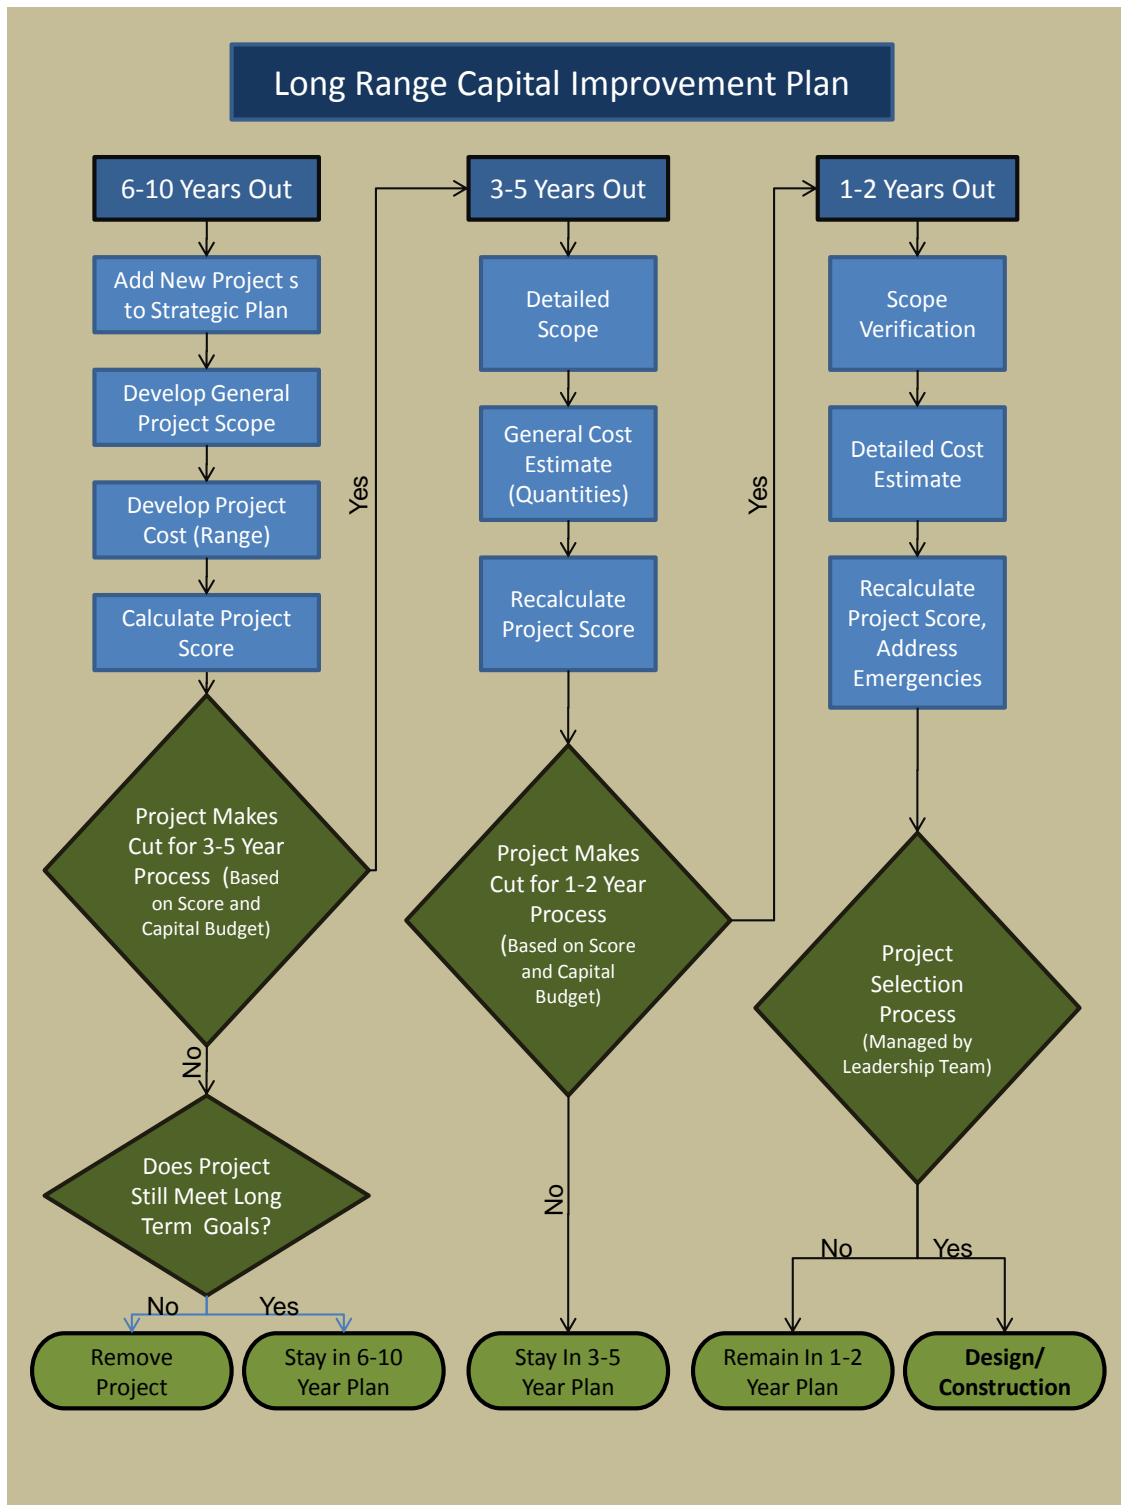 Long Range Capital Improvement Plan
6-10 Years Out
Add New Project s
to Strategic Plan
Develop General
Project Scope
Develop Project
Cost (Range)
Calculate Project
Score
Project Makes
Cut for 3-5 Year
Process (Based
on Score and
Capital Budget)
Yes
No
Does Project
Still Meet Long
Term Goals?
No
Yes
Remove
Project
Stay in 6-10
Year Plan
3-5 Years Out
Detailed
Scope
General Cost
Estimate
(Quantities)
Recalculate
Project Score
Project Makes
Cut for 1-2 Year
Process
(Based on Score
and Capital
Budget)
Yes
No
Stay In 3-5
Year Plan
1-2 Years Out
Scope
Verification
Detailed Cost
Estimate
Recalculate
Project Score,
Address
Emergencies
Project
Selection
Process
(Managed by
Leadership Team)
No
Yes
Remain In 1-2
Year Plan
Design/
Construction